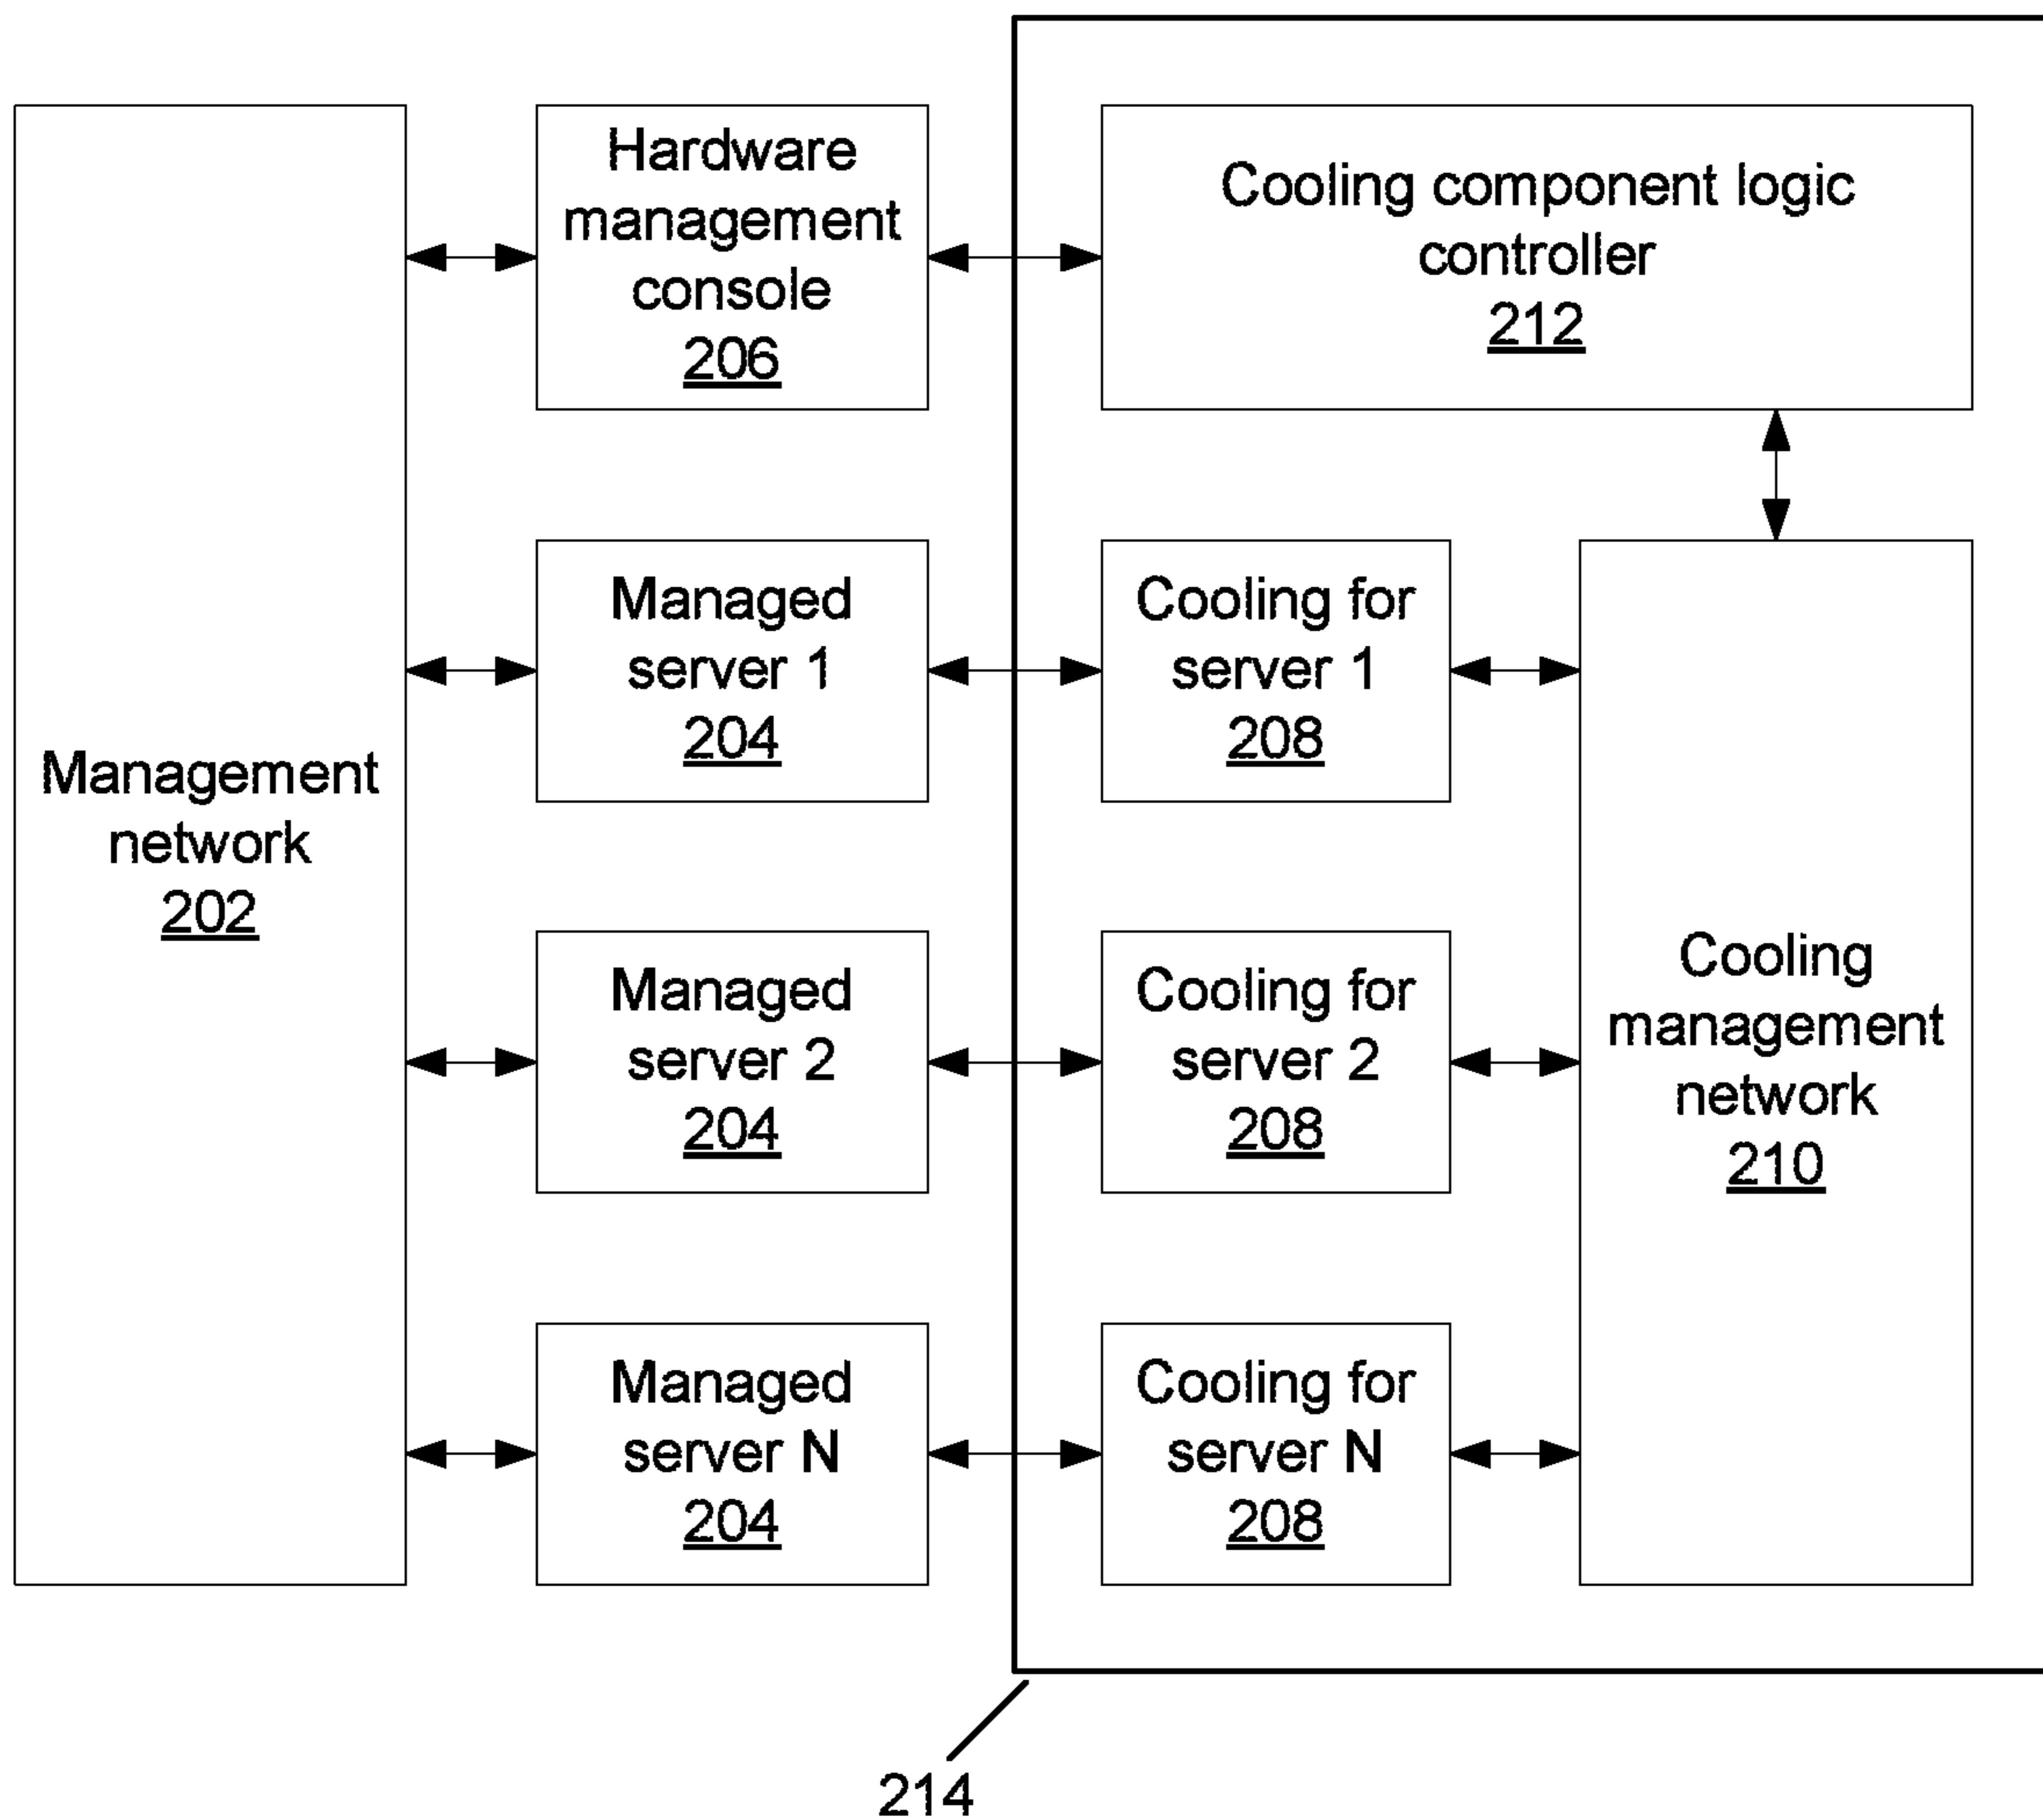 Hardware
management
console
206
Cooling component logic
controller
212
Management
network
202
Managed
server 1
204
Cooling for
server 1
208
Managed
server 2
204
Cooling for
server 2
208
Cooling
management
network
210
Managed
server N
204
Cooling for
server N
208
214